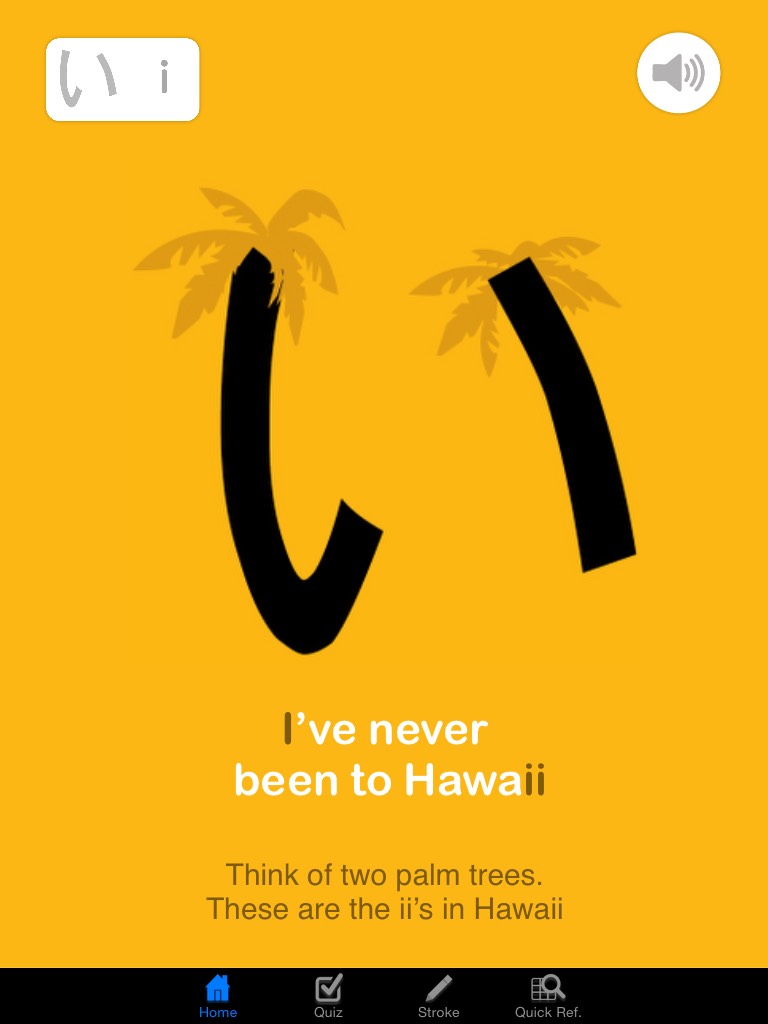 い i
い
I’ve never
been to Hawaii
Think of two palm trees.
These are the ii’s in Hawaii
Home Quiz Stroke Quick Ref.